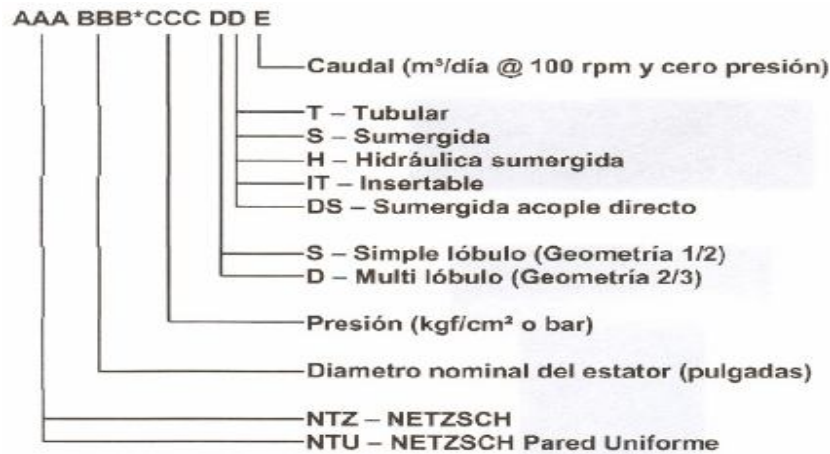 AAA BBB*CCC DD E
Caudal (m³/día @ 100 rpm y cero presión)
T – Tubular
S – Sumergida
H – Hidráulica sumergida
IT – Insertable
DS – Sumergida acople directo
S – Simple lóbulo (Geometría 1/2)
D – Multi lóbulo (Geometría 2/3)
Presión (kgf/cm² o bar)
Diametro nominal del estator (pulgadas)
NTZ – NETZSCH
NTU – NETZSCH Pared Uniforme